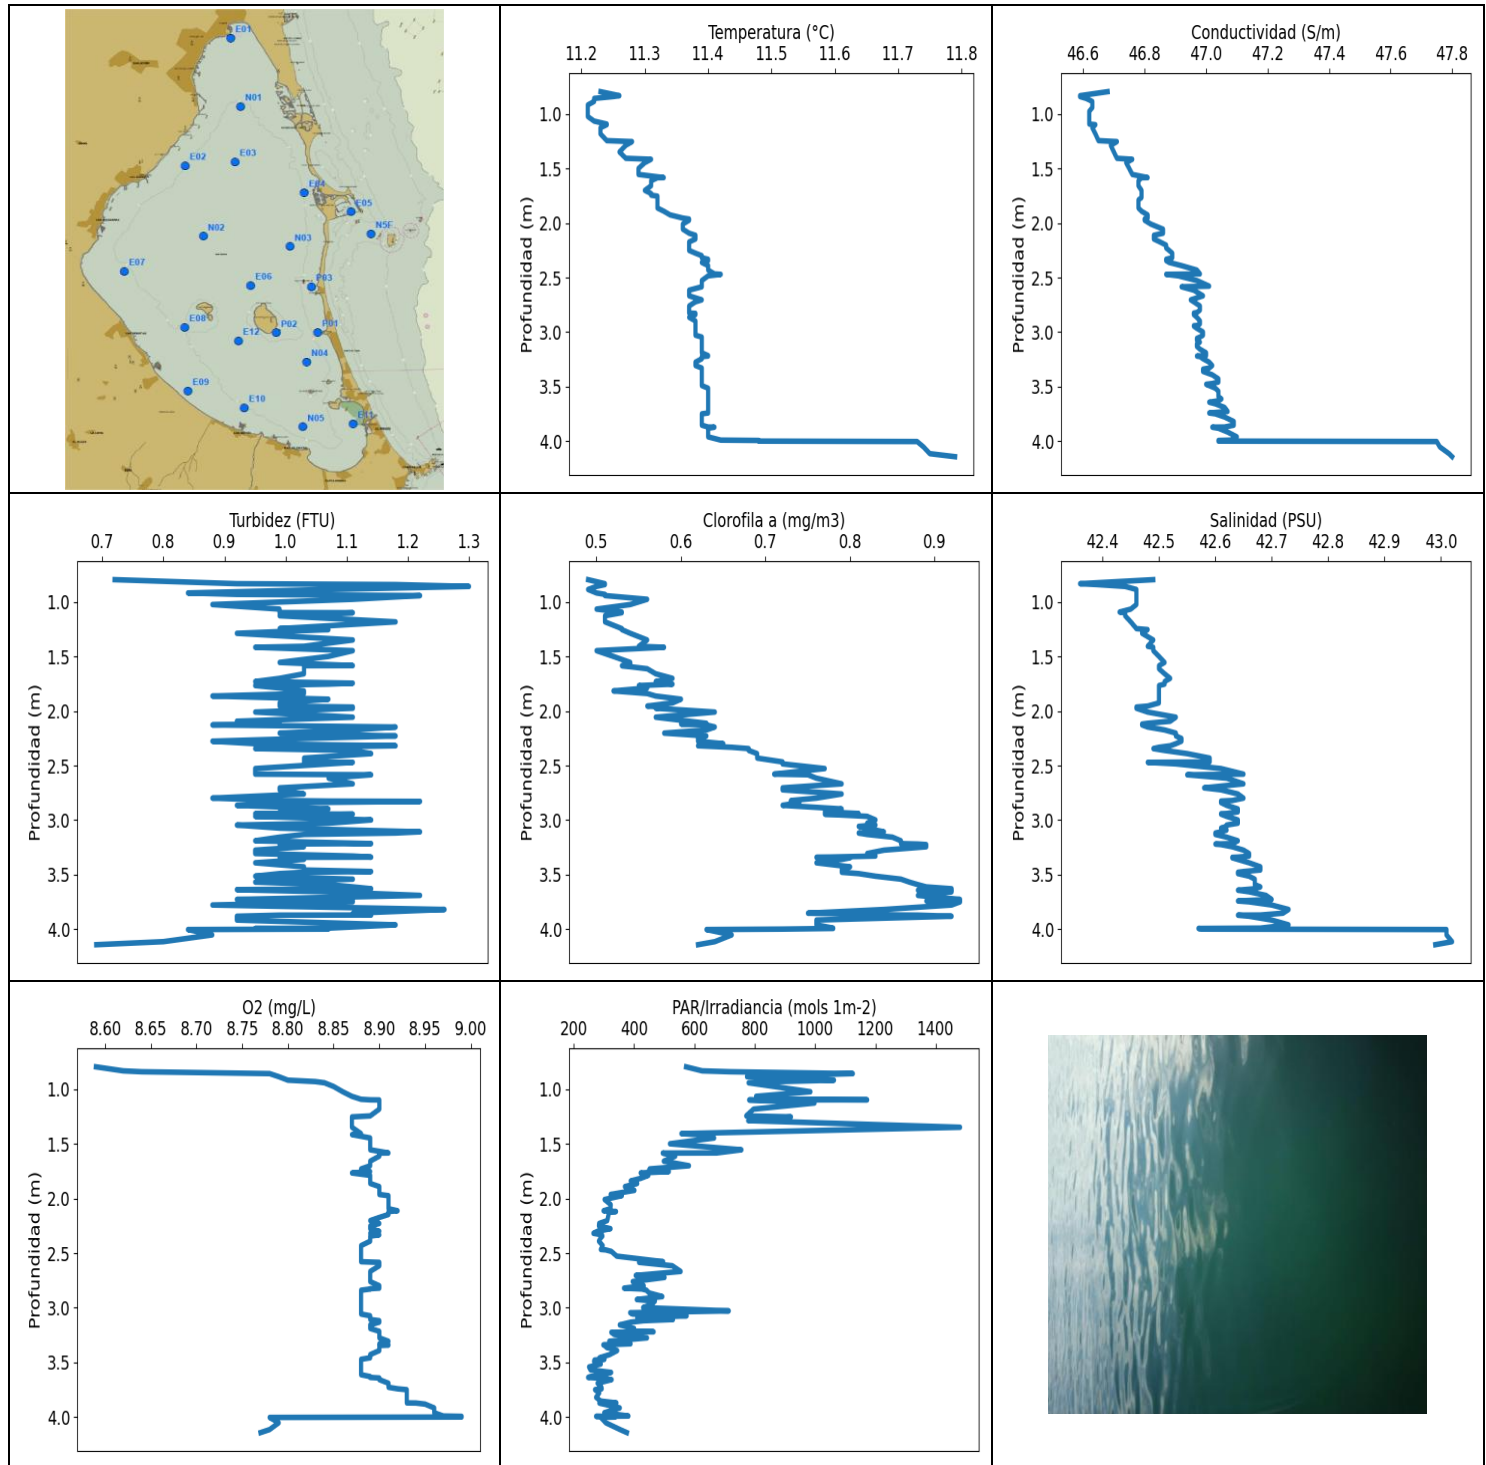 E01
N01
E02
E03
E04
E05
N5F
N02
N03
E07
E06
P03
E08
E12
P02
P01
N04
E09
E10
N05
E11
Temperatura (°C)
11.2 11.3 11.4 11.5 11.6 11.7 11.8
Profundidad (m)
1.0
1.5
2.0
2.5
3.0
3.5
4.0
Conductividad (S/m)
46.6 46.8 47.0 47.2 47.4 47.6 47.8
Profundidad (m)
1.0
1.5
2.0
2.5
3.0
3.5
4.0
Turbidez (FTU)
0.7 0.8 0.9 1.0 1.1 1.2 1.3
Profundidad (m)
1.0
1.5
2.0
2.5
3.0
3.5
4.0
Clorofila a (mg/m3)
0.5 0.6 0.7 0.8 0.9
Profundidad (m)
1.0
1.5
2.0
2.5
3.0
3.5
4.0
Salinidad (PSU)
42.4 42.5 42.6 42.7 42.8 42.9 43.0
Profundidad (m)
1.0
1.5
2.0
2.5
3.0
3.5
4.0
O2 (mg/L)
8.60 8.65 8.70 8.75 8.80 8.85 8.90 8.95 9.00
Profundidad (m)
1.0
1.5
2.0
2.5
3.0
3.5
4.0
PAR/Irradiancia (mols 1m-2)
200 400 600 800 1000 1200 1400
Profundidad (m)
1.0
1.5
2.0
2.5
3.0
3.5
4.0